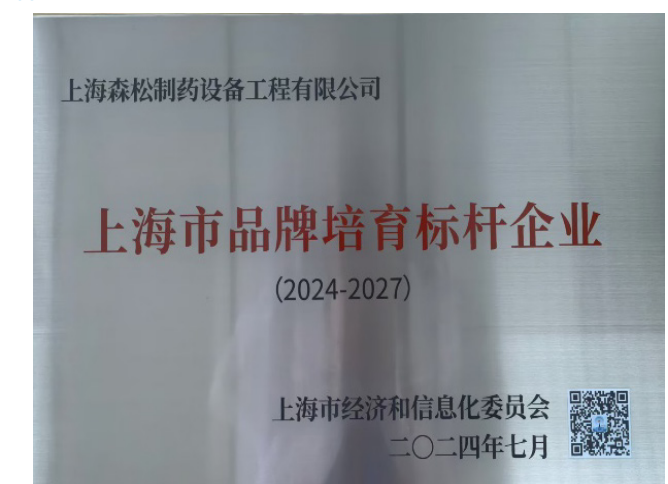 上海森松制药设备工程有限公司
上海市品牌培育标杆企业
(2024-2027)
上海市经济和信息化委员会
二〇二四年七月